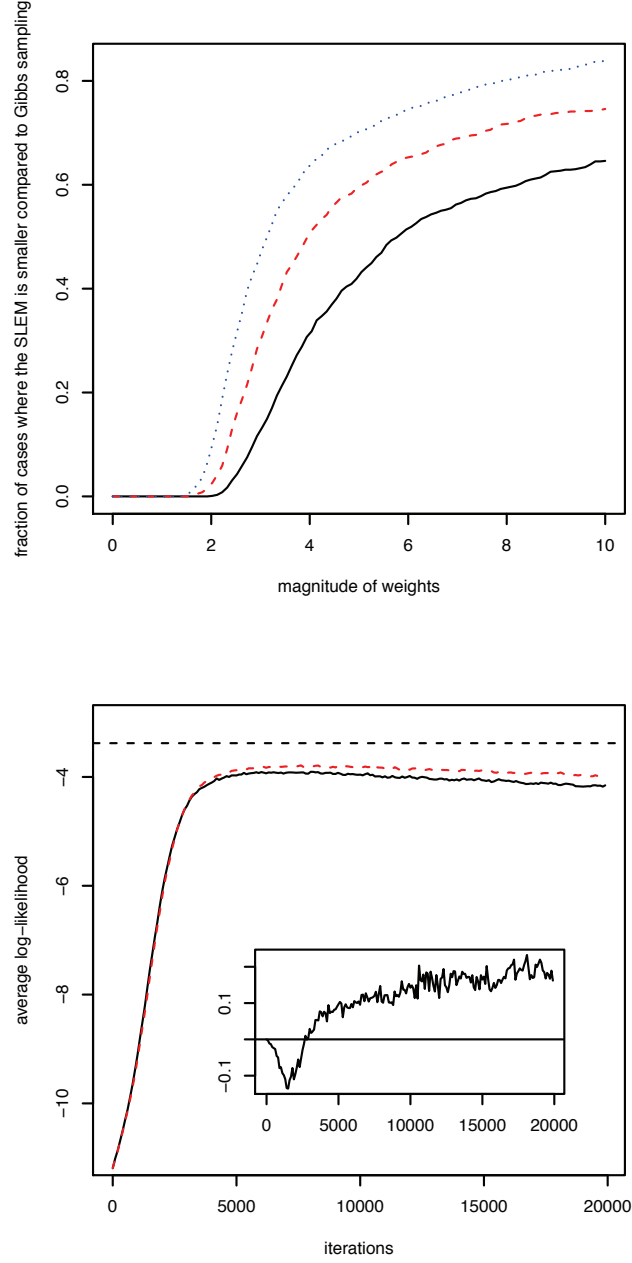 fraction of cases where the SLEM is smaller compared to Gibbs sampling
0.8
0.6
0.4
0.2
0.0
0 2 4 6 8 10
magnitude of weights
average log−likelihood
−4
−6
−8
−10
0.1
−0.1
0 5000 10000 15000 20000
0 5000 10000 15000 20000
iterations